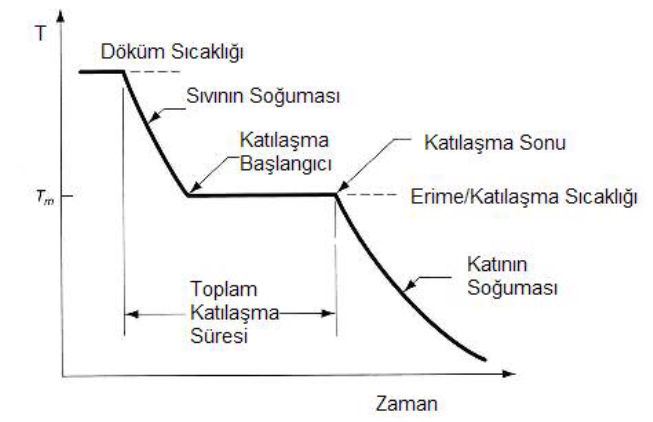 T
Döküm Sıcaklığı
Sıvının Soğuması
Katılaşma
Başlangıcı
Katılaşma Sonu
Tm
Erime/Katılaşma Sıcaklığı
Katının
Soğuması
Toplam
Katılaşma
Süresi
Zaman